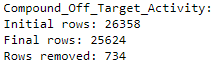 Compound_Off_Target_Activity:
Initial rows: 26358
Final rows: 25624
Rows removed: 734